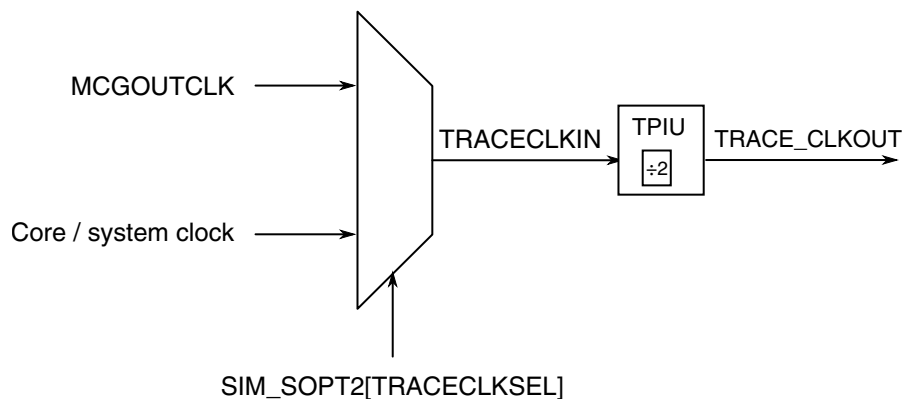 MCGOUTCLK
TRACECLKIN
TPIU
÷2
TRACE_CLKOUT
Core / system clock
SIM_SOPT2[TRACECLKSEL]